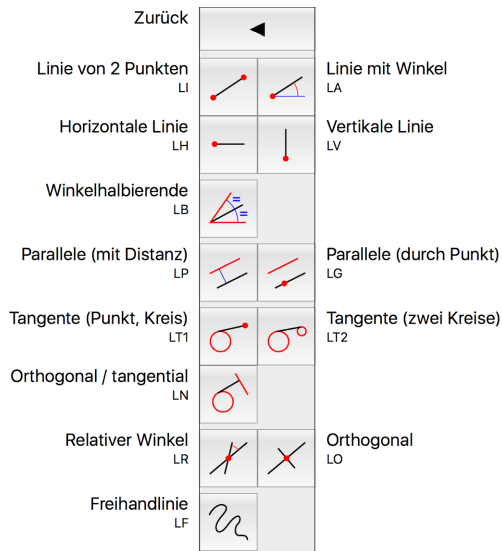 Zurück
Linie von 2 Punkten
LI
Linie mit Winkel
LA
Horizontale Linie
LH
Vertikale Linie
LV
Winkelhalbierende
LB
=
=
Parallele (mit Distanz)
LP
Parallele (durch Punkt)
LG
Tangente (Punkt, Kreis)
LT1
Tangente (zwei Kreise)
LT2
Orthogonal / tangential
LN
Relativer Winkel
LR
Orthogonal
LO
Freihandlinie
LF